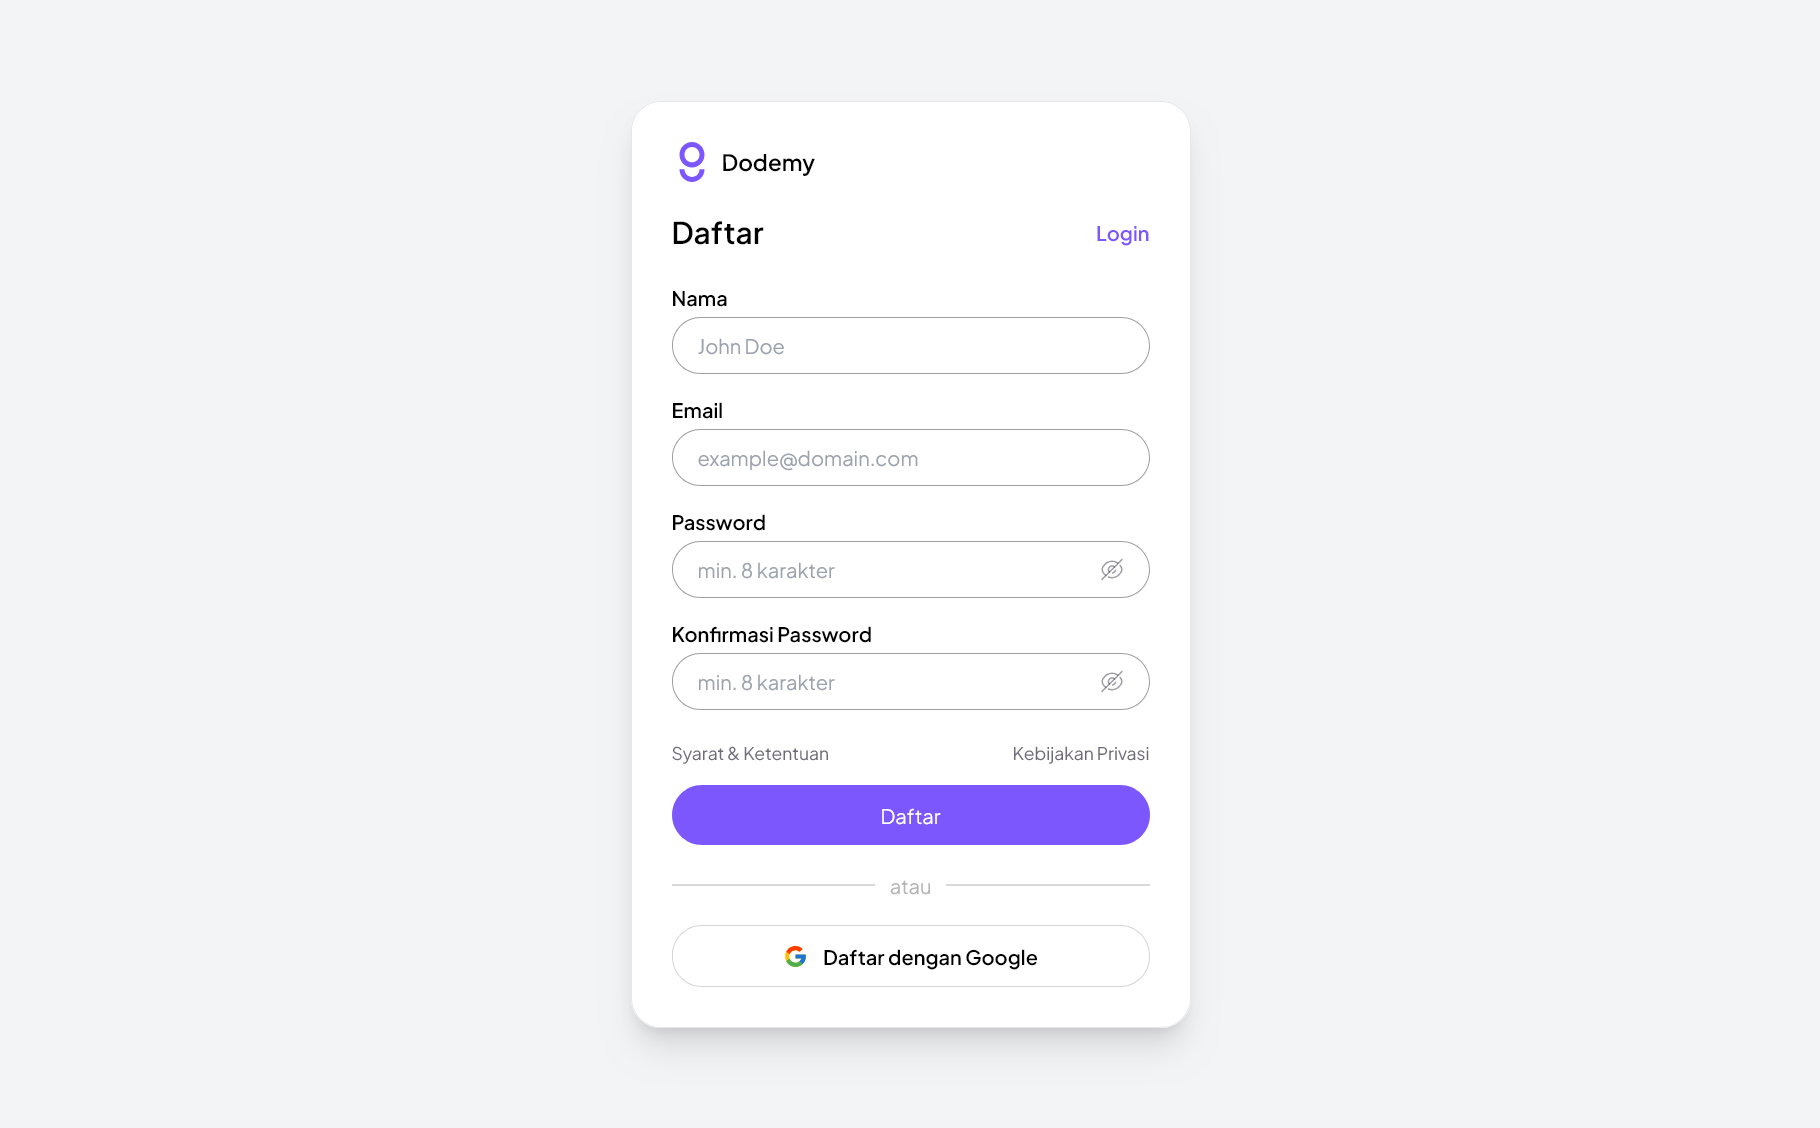 Dodemy
Daftar
Login
Nama
John Doe
Email
example@domain.com
Password
min. 8 karakter
Konfirmasi Password
min. 8 karakter
Syarat & Ketentuan
Kebijakan Privasi
Daftar
atau
Daftar dengan Google